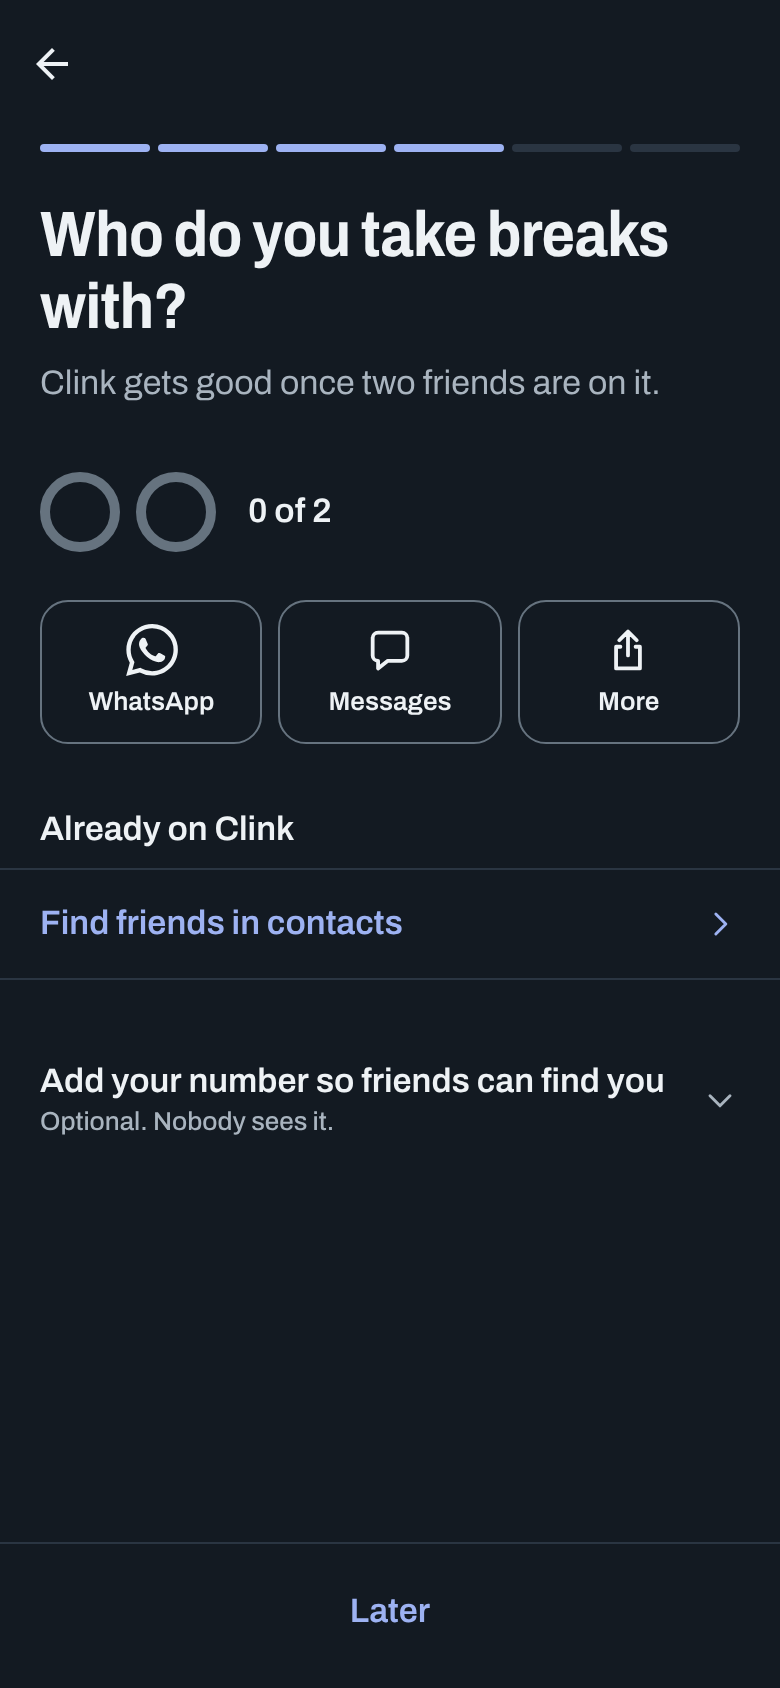 Who do you take breaks
with?
Clink gets good once two friends are on it.
0 of 2
WhatsApp
Messages
More
Already on Clink
Find friends in contacts
Add your number so friends can find you
Optional. Nobody sees it.
Later